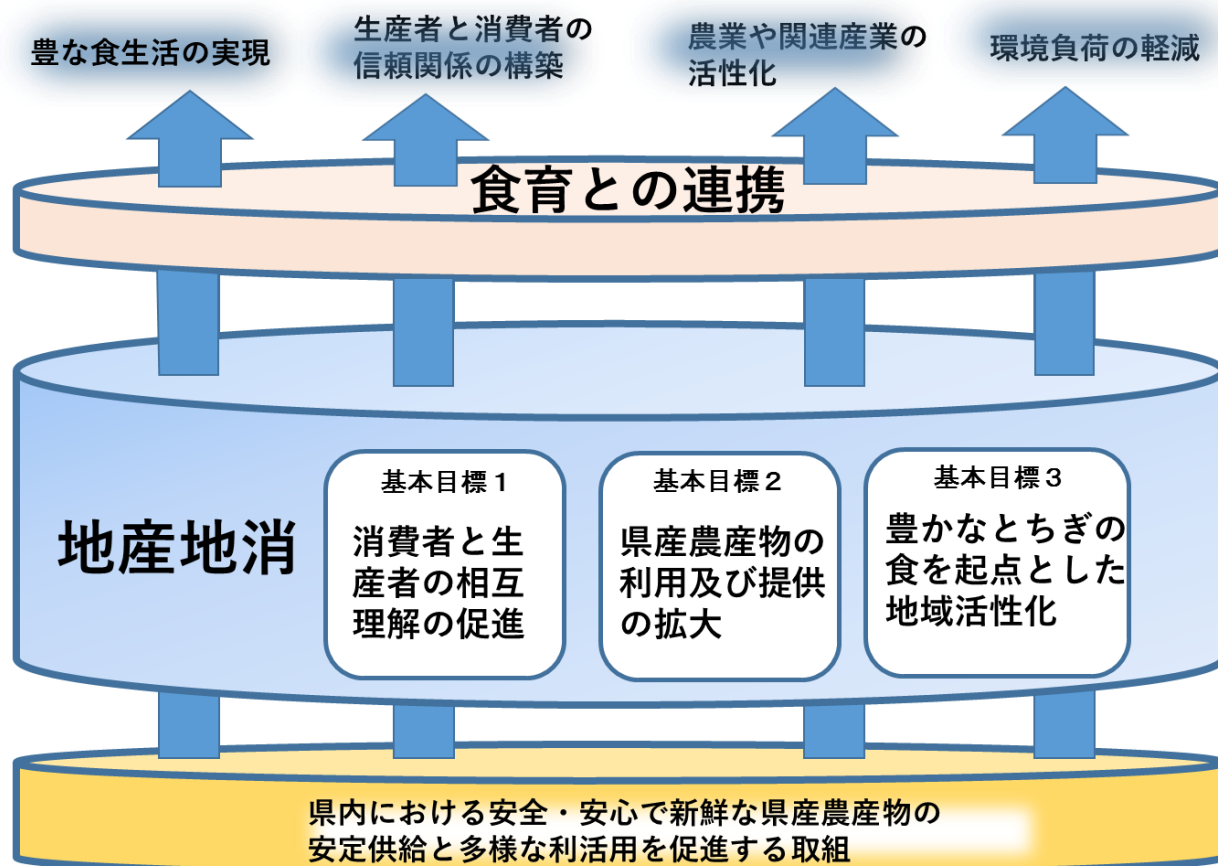 豊な食生活の実現
生産者と消費者の
信頼関係の構築
農業や関連産業の
活性化
環境負荷の軽減
食育との連携
地産地消
基本目標1
消費者と生
産者の相互
理解の促進
基本目標2
県産農産物の
利用及び提供
の拡大
基本目標3
豊かなとちぎの
食を起点とした
地域活性化
県内における安全・安心で新鮮な県産農産物の
安定供給と多様な利活用を促進する取組